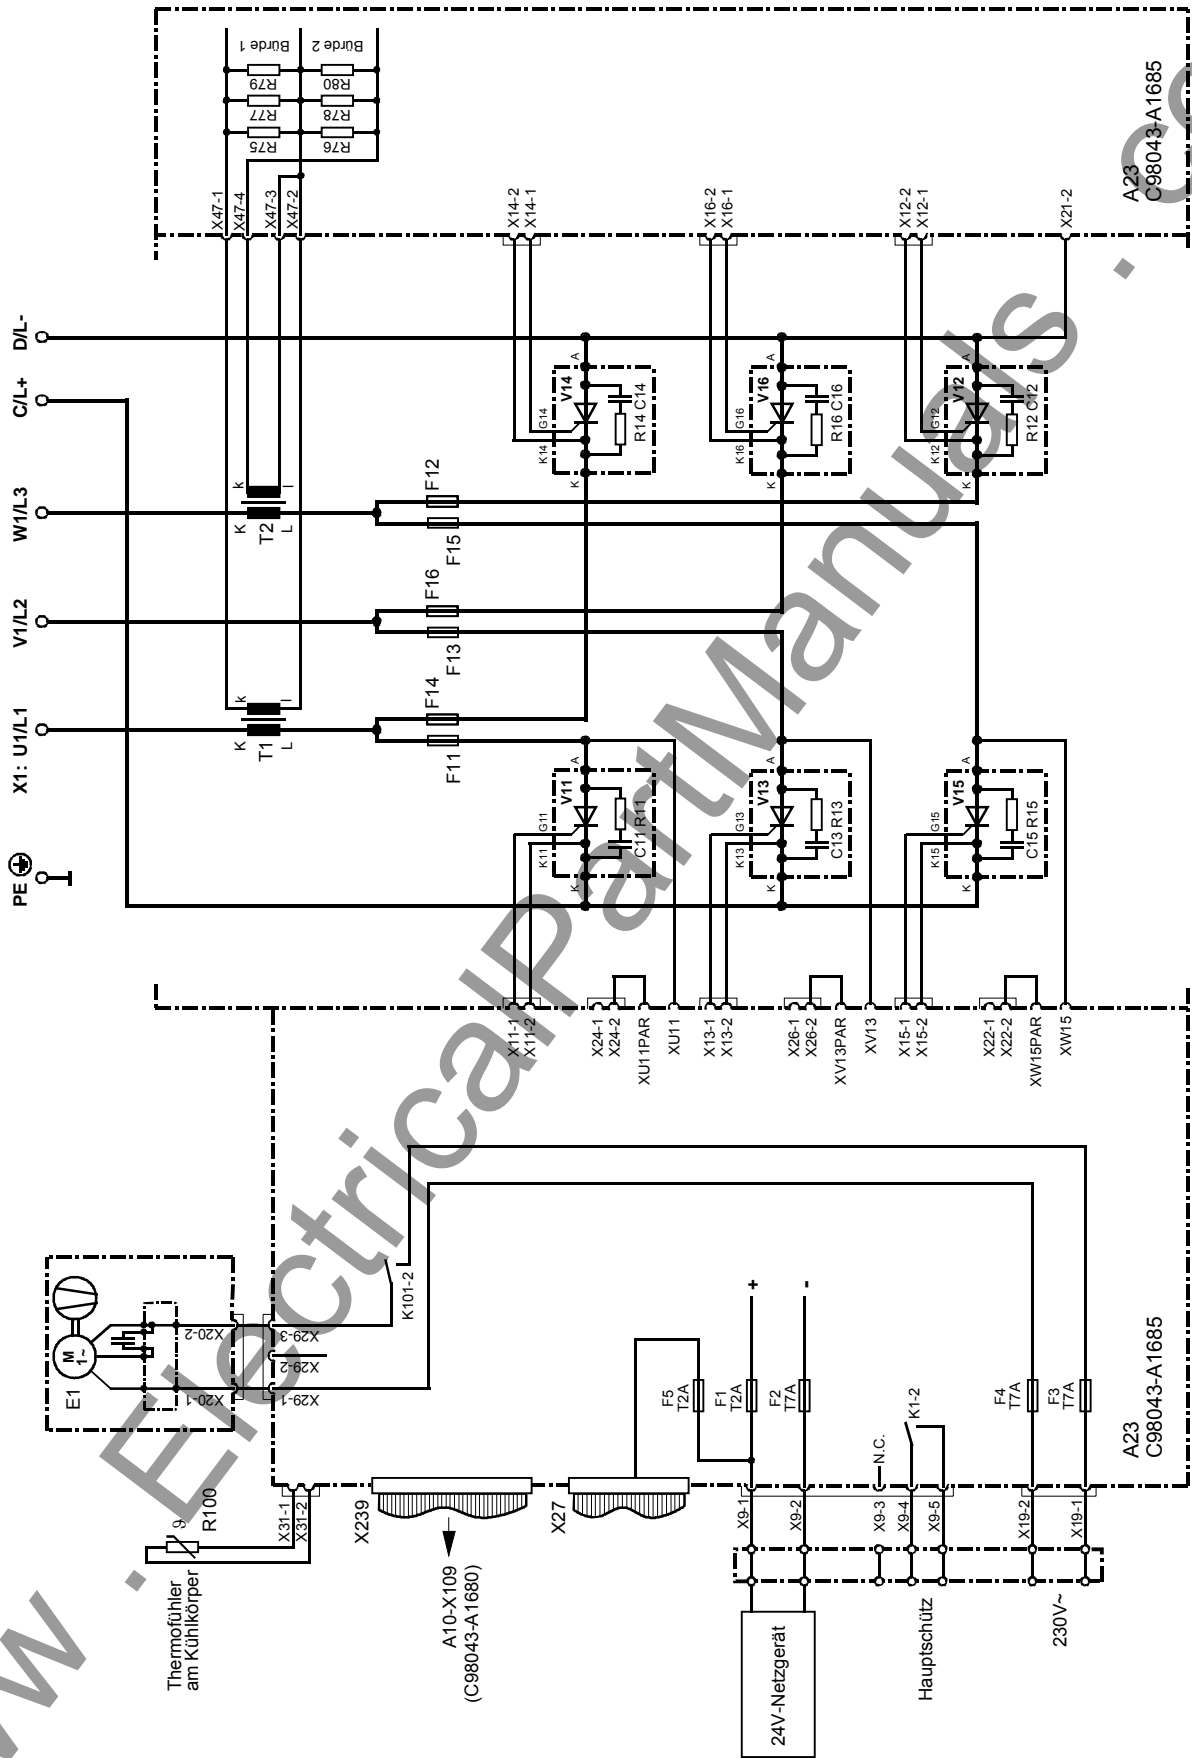 Bürde 1
Bürde 2
R79
R80
R77
R78
R75
R76
X47-1
X47-4
X47-3
X47-2
X14-2
X14-1
X16-2
X16-1
X12-2
X12-1
X21-2
A23
C98043-A1685
X1:
PE
U1/L1
V1/L2
W1/L3
C/L+
D/L-
K
k
T1
L
l
K
k
T2
L
l
F11
F14
F13
F16
F15
F12
V14
A
G14
K14
K
R14 C14
V16
A
G16
K16
K
R16 C16
V12
A
G12
K12
K
R12 C12
V11
A
G11
K11
K
C11 R11
V13
A
G13
K13
K
C13 R13
V15
A
G15
K15
K
C15 R15
X11-1
X11-2
X24-1
X24-2
XU11PAR
XU11
X13-1
X13-2
X26-1
X26-2
XV13PAR
XV13
X15-1
X15-2
X22-1
X22-2
XW15PAR
XW15
M
1~
E1
X20-2
X20-1
X29-3
X29-2
X29-1
K101-2
+
-
F5
T2A
F1
T2A
F2
T7A
N.C.
K1-2
F4
T7A
F3
T7A
A23
C98043-A1685
Thermofühler
am Kühlkörper
ϑ
R100
X31-1
X31-2
X239
A10-X109
(C98043-A1680)
X27
X9-1
X9-2
X9-3
X9-4
X9-5
X19-2
X19-1
24V-Netzgerät
Hauptschütz
230V~
w . ElectricalPartManuals . co